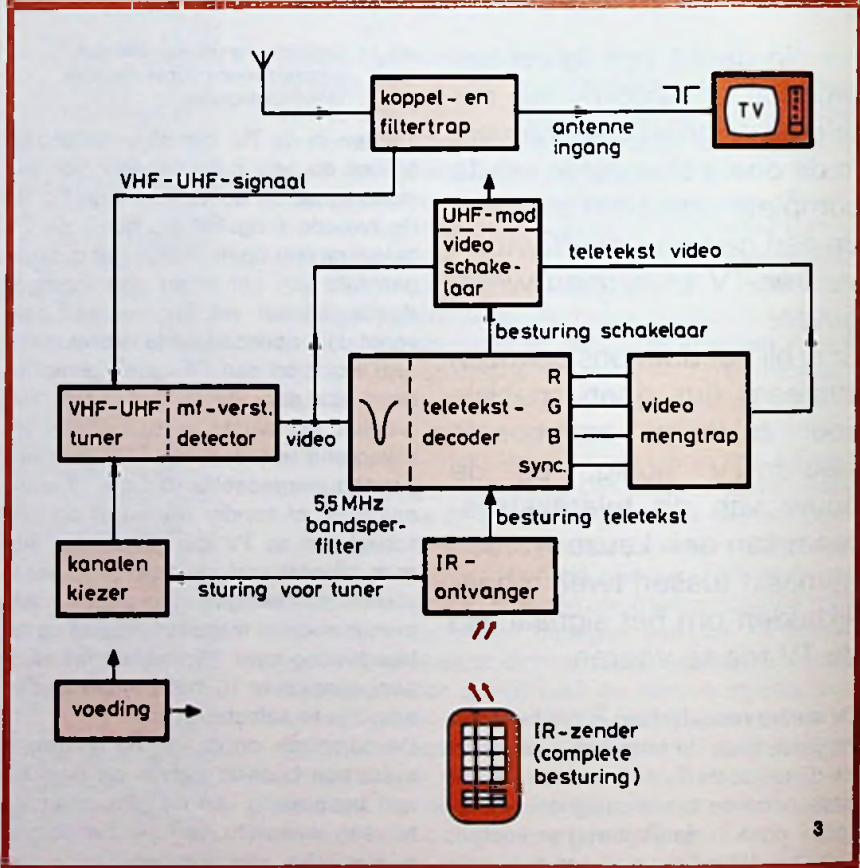 koppel- en
filtertrap
TV
antenne
ingang
VHF-UHF-signaal
UHF-mod
video
schake-
laar
teletekst video
besturing schakelaar
VHF-UHF
tuner
mf-verst.
detector
video
teletekst-
decoder
R
G
B
sync.
video
mengtrap
5,5 MHz
bandsper-
filter
besturing teletekst
kanalen
kiezer
sturing voor tuner
IR-
ontvanger
voeding
IR-zender
(complete
besturing)
3